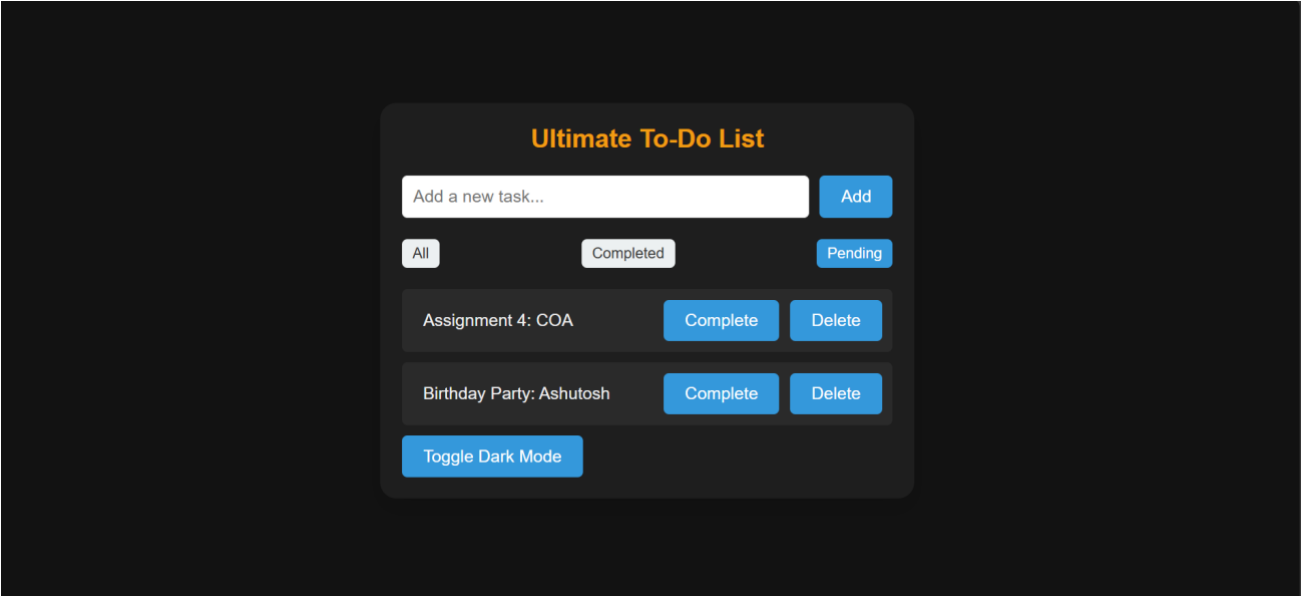 Ultimate To-Do List
Add a new task... Add
All Completed Pending
Assignment 4: COA Complete Delete
Birthday Party: Ashutosh Complete Delete
Toggle Dark Mode